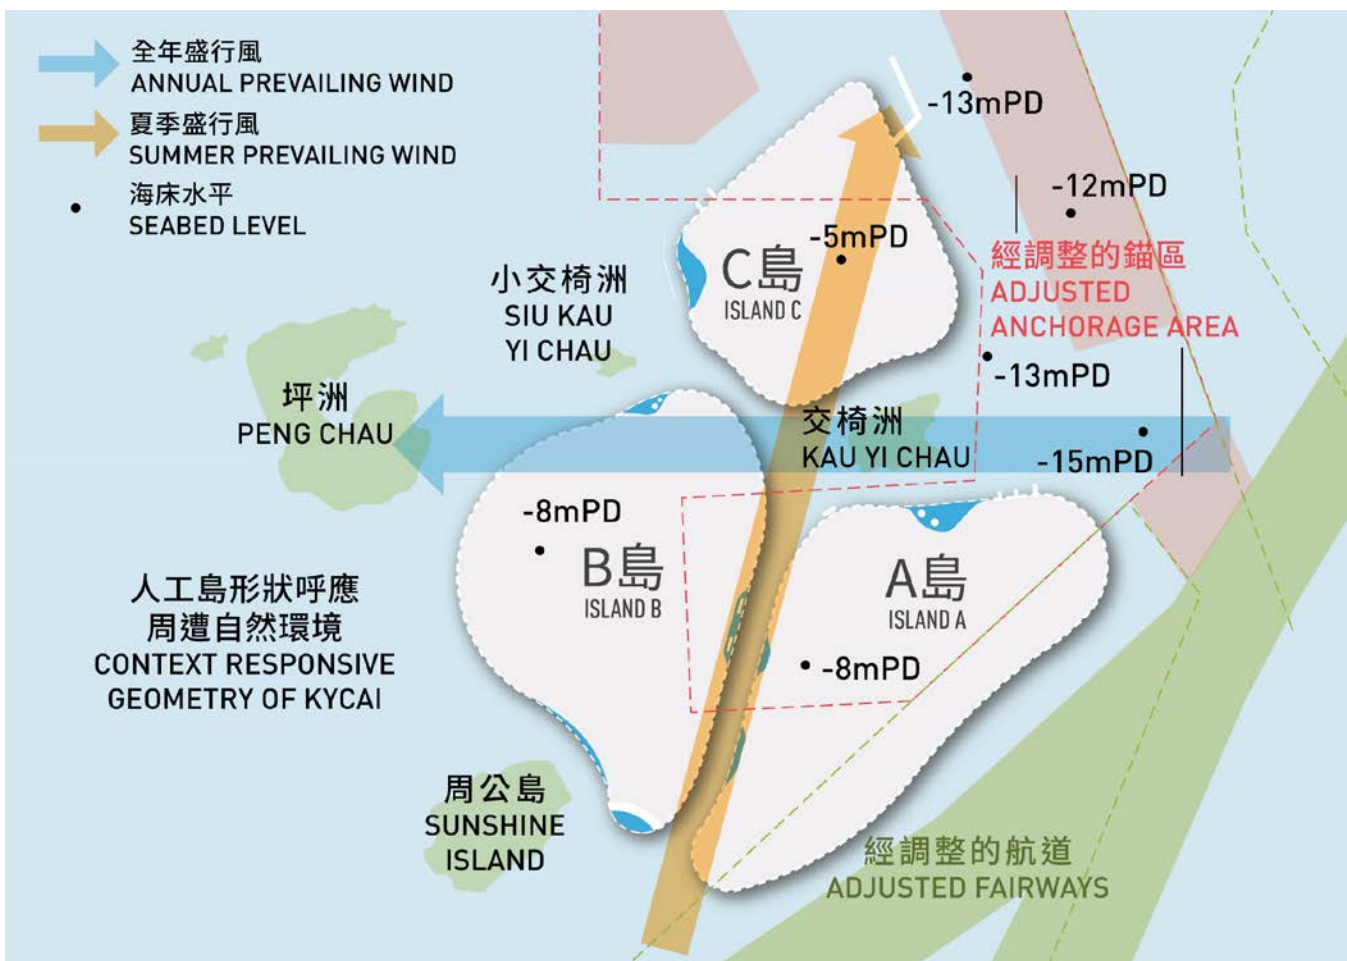 全年盛行風
ANNUAL PREVAILING WIND
夏季盛行風
SUMMER PREVAILING WIND
海床水平
SEABED LEVEL
-13mPD
-12mPD
-5mPD
C島
ISLAND C
經調整的錨區
ADJUSTED
ANCHORAGE AREA
小交椅洲
SIU KAU
YI CHAU
-13mPD
坪洲
PENG CHAU
交椅洲
KAU YI CHAU
-15mPD
-8mPD
B島
ISLAND B
A島
ISLAND A
-8mPD
人工島形狀呼應
周遭自然環境
CONTEXT RESPONSIVE
GEOMETRY OF KYCAI
周公島
SUNSHINE
ISLAND
經調整的航道
ADJUSTED FAIRWAYS